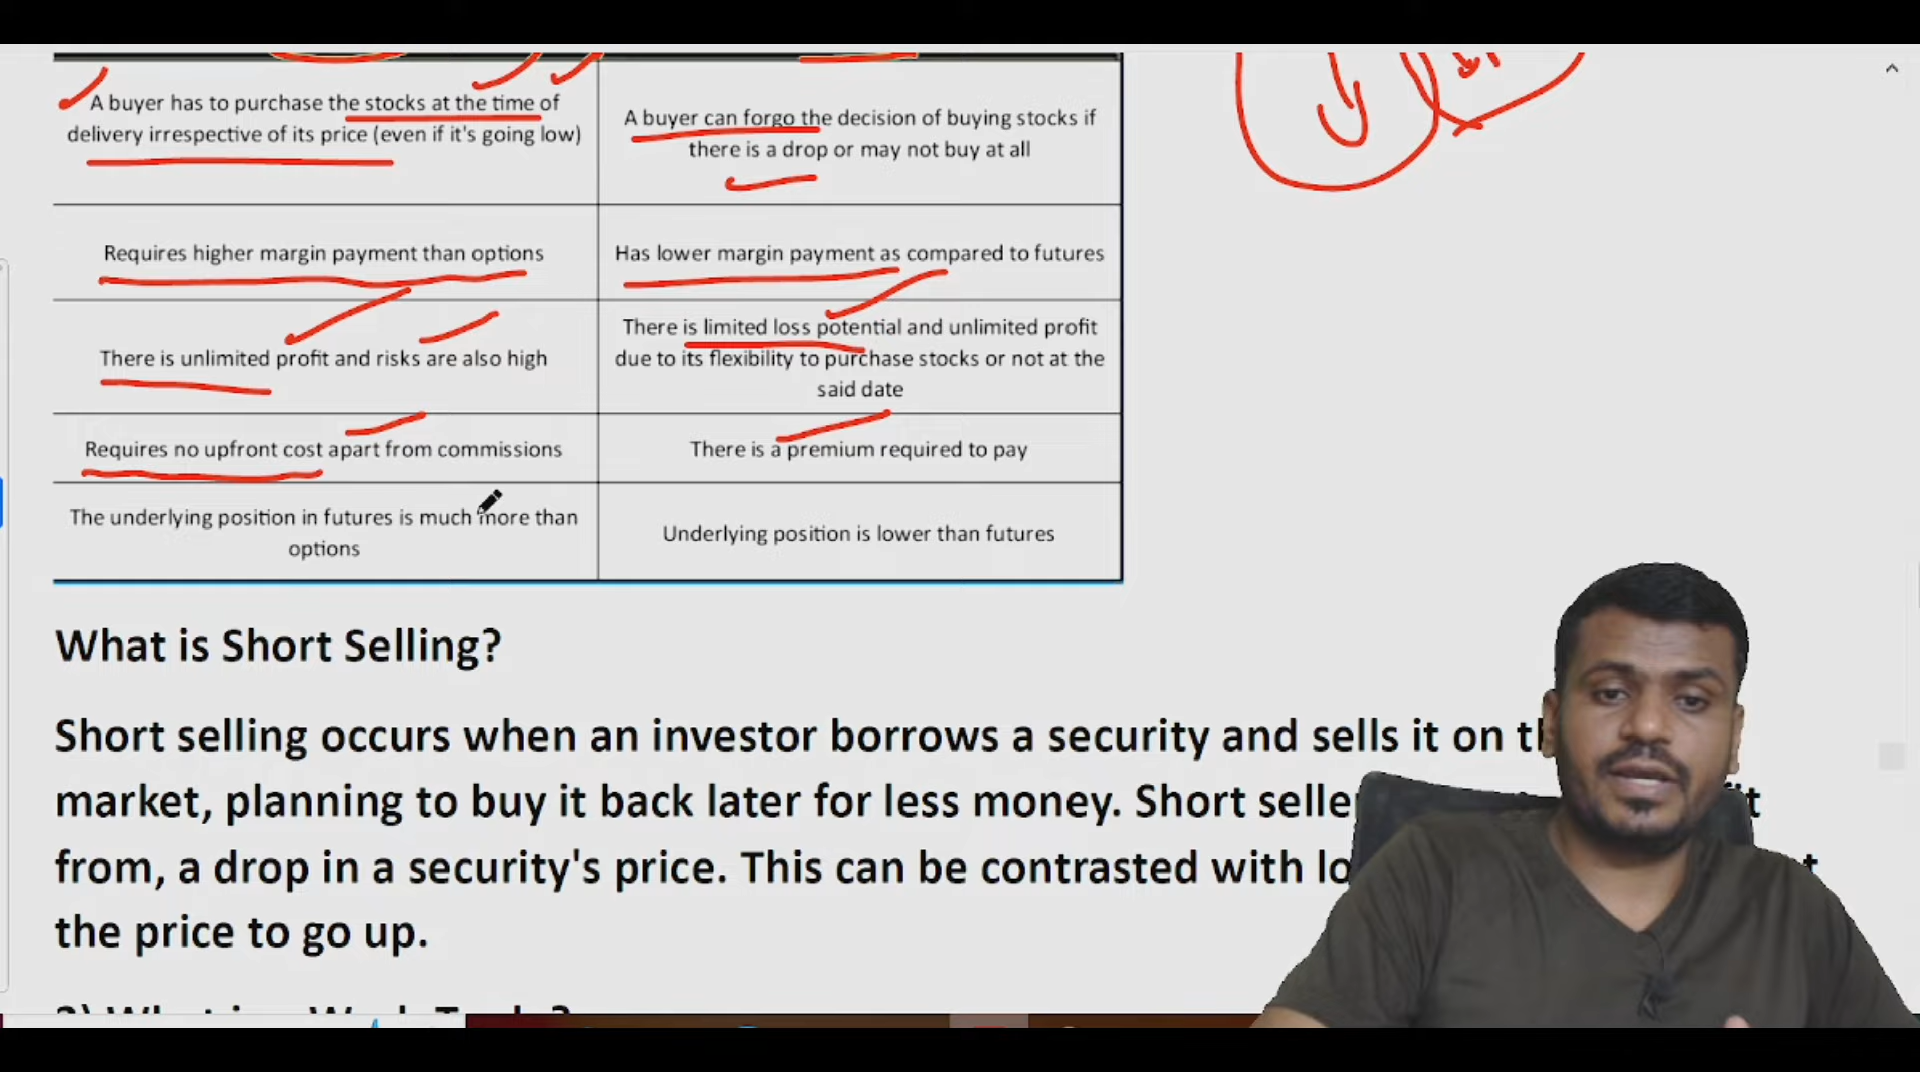 A buyer has to purchase the stocks at the time of
delivery irrespective of its price (even if it's going low)
A buyer can forgo the decision of buying stocks if
there is a drop or may not buy at all
Requires higher margin payment than options
Has lower margin payment as compared to futures
There is unlimited profit and risks are also high
There is limited loss potential and unlimited profit
due to its flexibility to purchase stocks or not at the
said date
Requires no upfront cost apart from commissions
There is a premium required to pay
The underlying position in futures is much more than
options
Underlying position is lower than futures
What is Short Selling?
Short selling occurs when an investor borrows a security and sells it on
market, planning to buy it back later for less money. Short
from, a drop in a security's price. This can be contrasted with
the price to go up.